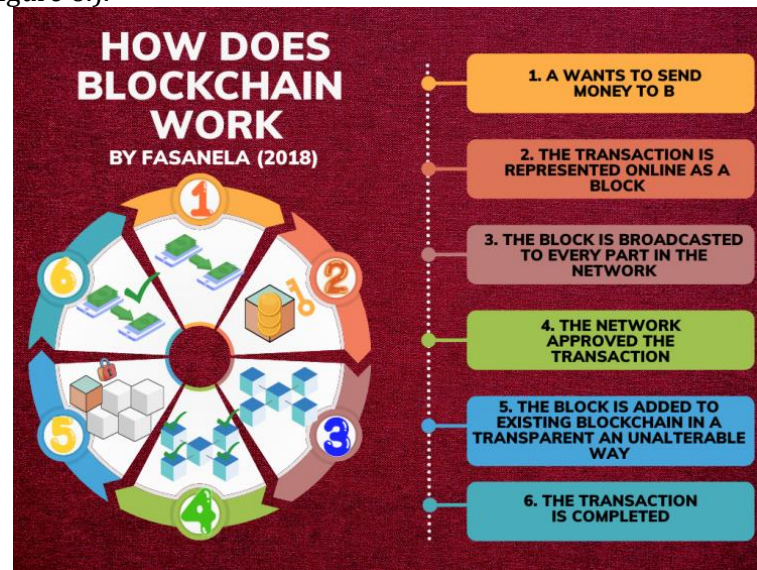 HOW DOES
BLOCKCHAIN
WORK
BY FASANELA (2018)
1
2
3
4
5
6
1. A WANTS TO SEND
MONEY TO B
2. THE TRANSACTION IS
REPRESENTED ONLINE AS A
BLOCK
3. THE BLOCK IS BROADCASTED
TO EVERY PART IN THE
NETWORK
4. THE NETWORK
APPROVED THE
TRANSACTION
5. THE BLOCK IS ADDED TO
EXISTING BLOCKCHAIN IN A
TRANSPARENT AN UNALTERABLE
WAY
6. THE TRANSACTION
IS COMPLETED